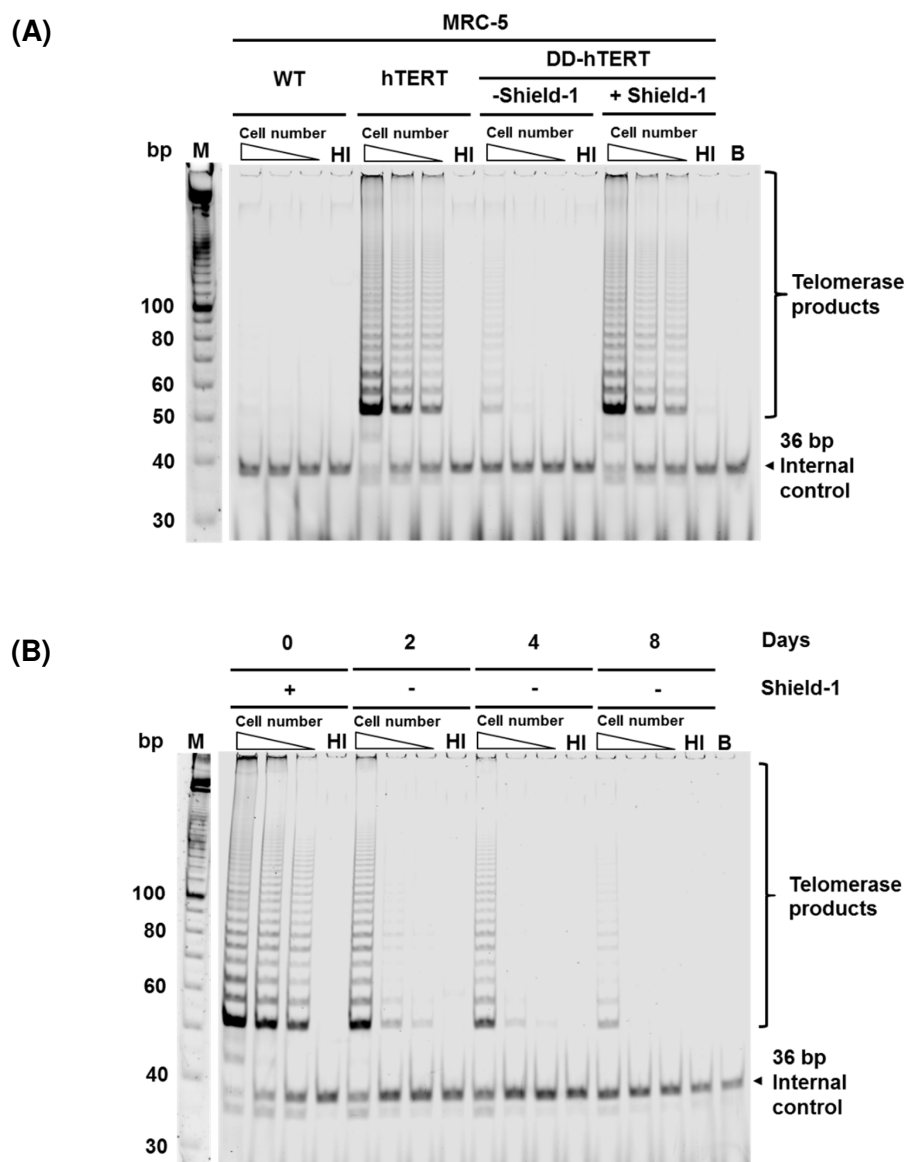 (A)
MRC-5
DD-hTERT
WT hTERT -Shield-1 + Shield-1
Cell number Cell number Cell number Cell number
bp M HI HI HI HI B
100
80
60
50
40
30
Telomerase
products
36 bp
Internal
control
(B)
0 2 4 8 Days
+ - - - Shield-1
Cell number Cell number Cell number Cell number
bp M HI HI HI HI B
100
80
60
50
40
30
Telomerase
products
36 bp
Internal
control